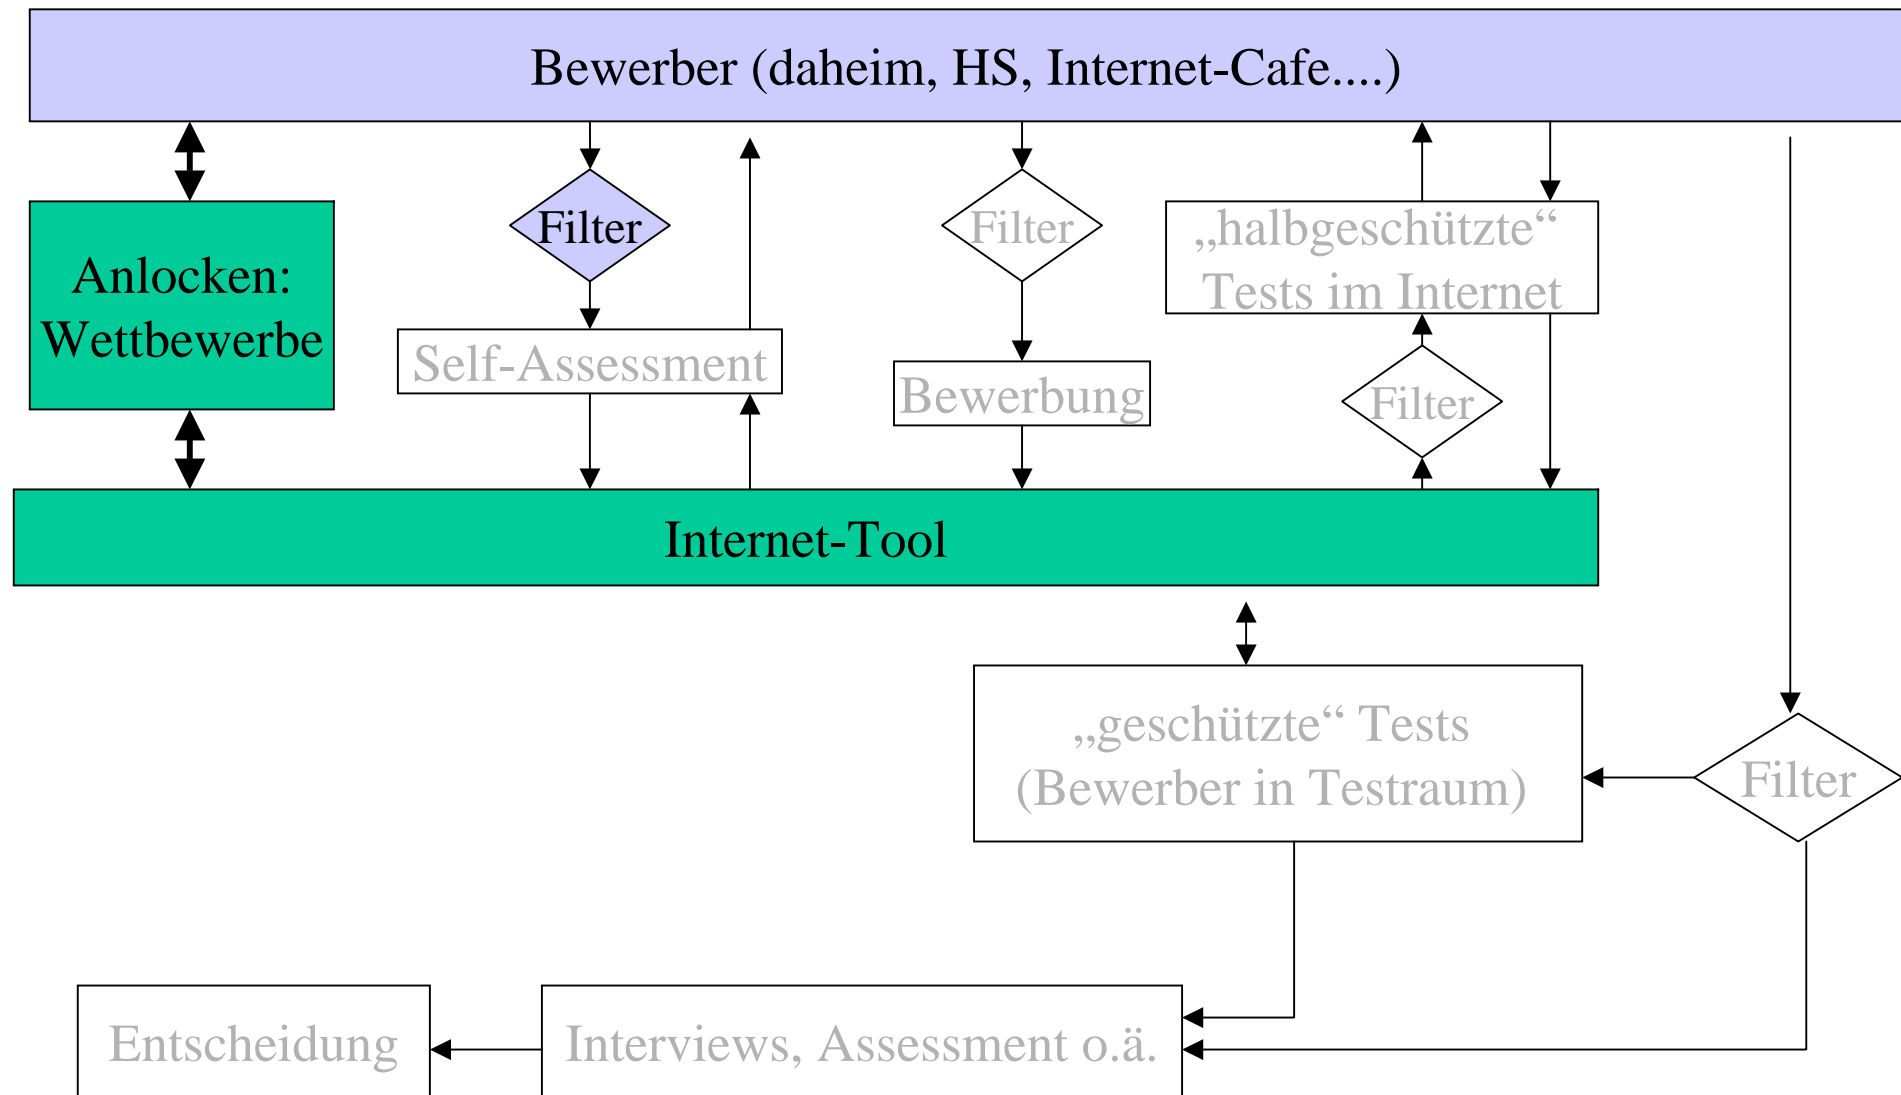 Bewerber (daheim, HS, Internet-Cafe....)
Anlocken:
Wettbewerbe
Filter
Self-Assessment
Filter
Bewerbung
„halbgeschützte“
Tests im Internet
Filter
Internet-Tool
„geschützte“ Tests
(Bewerber in Testraum)
Filter
Entscheidung
Interviews, Assessment o.ä.